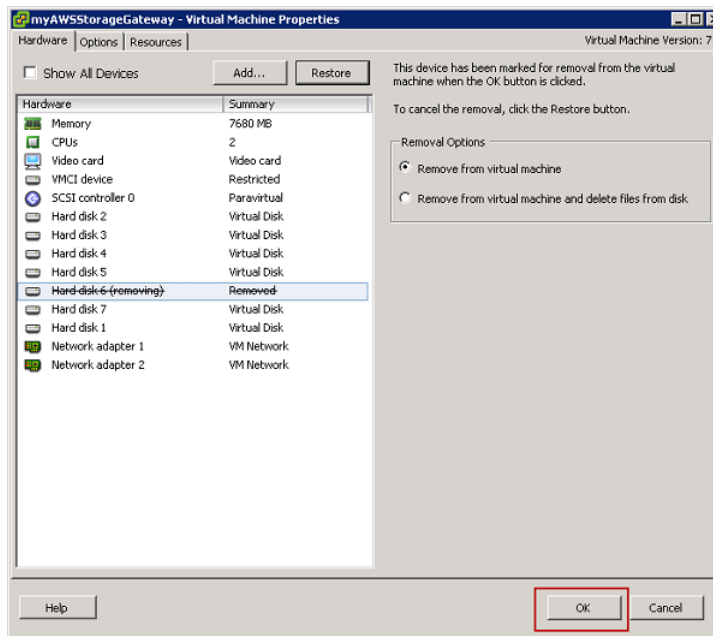 myAWSStorageGateway - Virtual Machine Properties
Hardware Options Resources
Virtual Machine Version: 7
Show All Devices
Add...
Restore
Hardware Summary
Memory 7680 MB
CPUs 2
Video card Video card
VMCI device Restricted
SCSI controller 0 Paravirtual
Hard disk 2 Virtual Disk
Hard disk 3 Virtual Disk
Hard disk 4 Virtual Disk
Hard disk 5 Virtual Disk
Hard disk 6 (removing) Removed
Hard disk 7 Virtual Disk
Hard disk 1 Virtual Disk
Network adapter 1 VM Network
Network adapter 2 VM Network
This device has been marked for removal from the virtual
machine when the OK button is clicked.
To cancel the removal, click the Restore button.
Removal Options
Remove from virtual machine
Remove from virtual machine and delete files from disk
Help
OK
Cancel